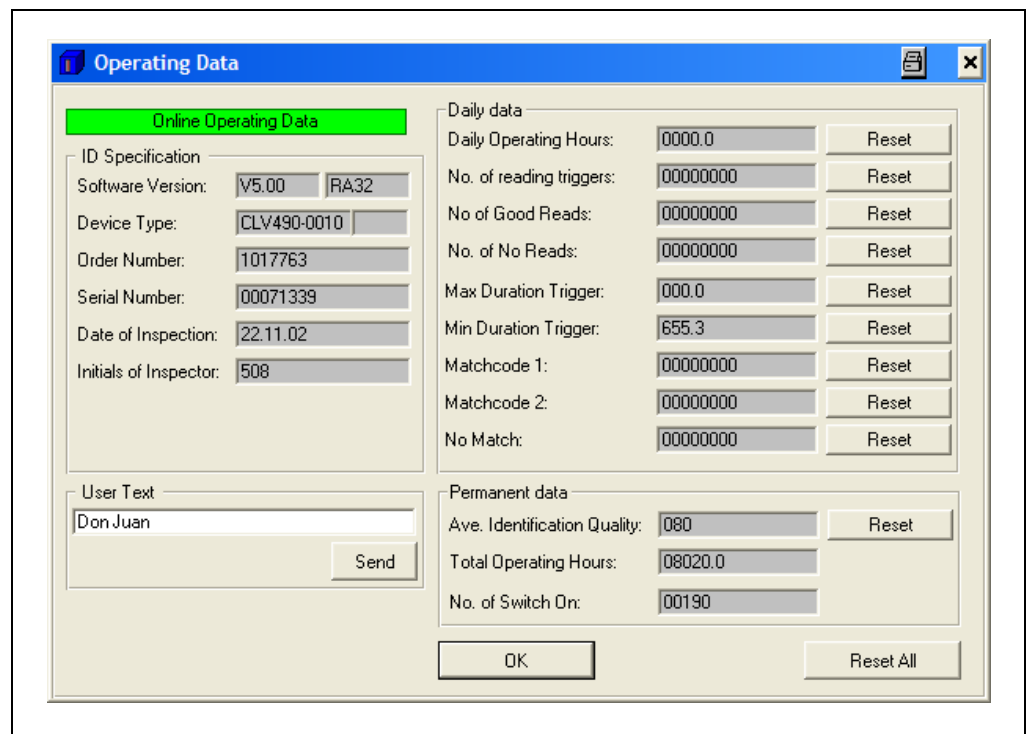 Operating Data
Online Operating Data
ID Specification
Software Version: V5.00 RA32
Device Type: CLV490-0010
Order Number: 1017763
Serial Number: 00071339
Date of Inspection: 22.11.02
Initials of Inspector: 508
User Text
Don Juan
Send
Daily data
Daily Operating Hours: 0000.0 Reset
No. of reading triggers: 00000000 Reset
No of Good Reads: 00000000 Reset
No. of No Reads: 00000000 Reset
Max Duration Trigger: 000.0 Reset
Min Duration Trigger: 655.3 Reset
Matchcode 1: 00000000 Reset
Matchcode 2: 00000000 Reset
No Match: 00000000 Reset
Permanent data
Ave. Identification Quality: 080 Reset
Total Operating Hours: 08020.0
No. of Switch On: 00190
OK Reset All